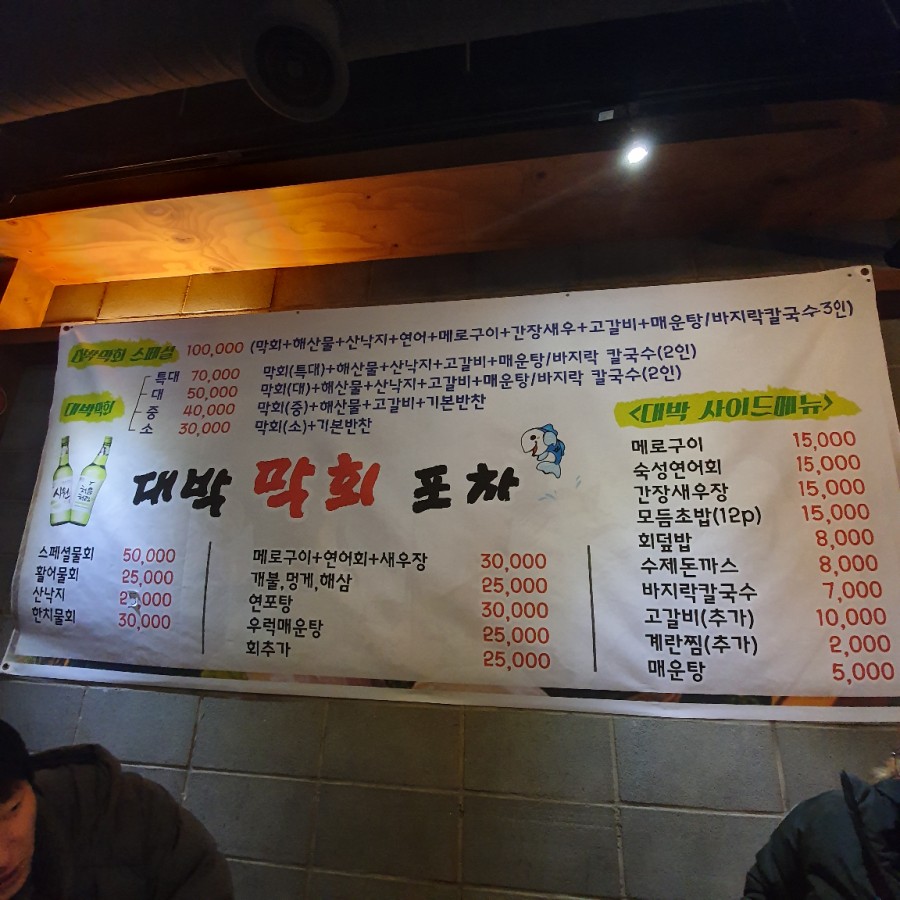 대박막회 스페셜 100,000 (막회+해산물+산낙지+연어+메로구이+간장새우+고갈비+매운탕/바지락칼국수3인)
대박막회
특대 70,000 막회(특대)+해산물+산낙지+고갈비+매운탕/바지락 칼국수(2인)
대 50,000 막회(대)+해산물+산낙지+고갈비+매운탕/바지락 칼국수(2인)
중 40,000 막회(중)+해산물+고갈비+기본반찬
소 30,000 막회(소)+기본반찬
대박 막회 포차
스페셜물회 50,000
활어물회 25,000
산낙지
한치물회 30,000
메로구이+연어회+새우장 30,000
개불,멍게,해삼 25,000
연포탕 30,000
우럭매운탕 25,000
회추가 25,000
<대박 사이드메뉴>
메로구이 15,000
숙성연어회 15,000
간장새우장 15,000
모듬초밥(12p) 15,000
회덮밥 8,000
수제돈까스 8,000
바지락칼국수 7,000
고갈비(추가) 10,000
계란찜(추가) 2,000
매운탕 5,000